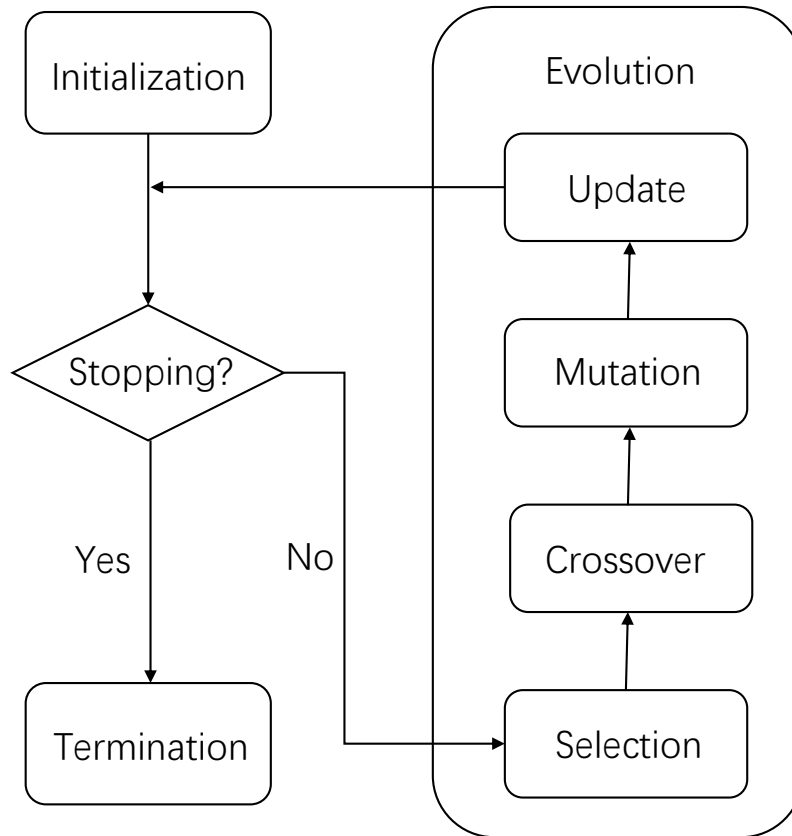 Initialization
Evolution
Update
Stopping?
Mutation
Yes
No
Crossover
Termination
Selection